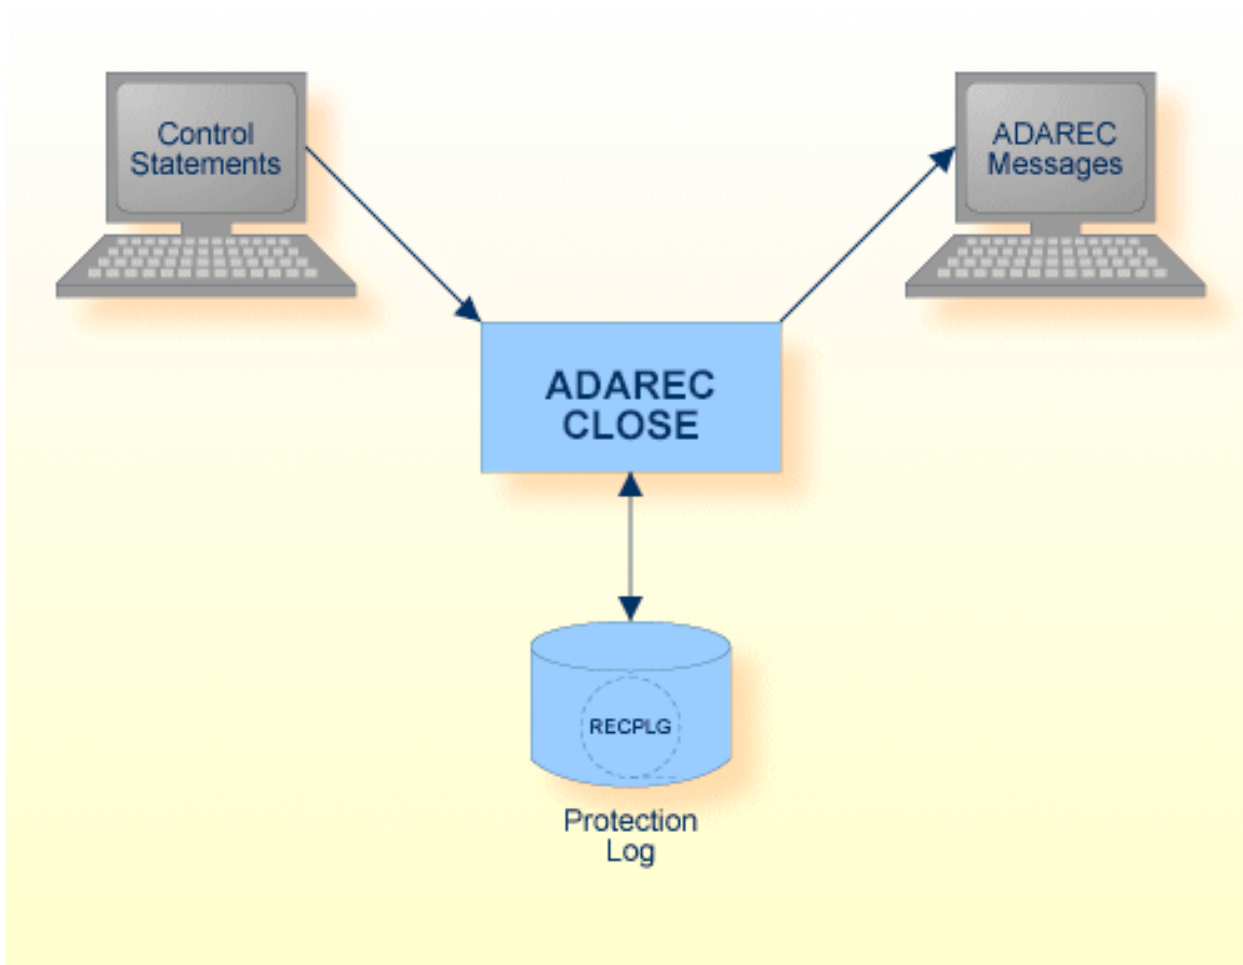 Control
Statements
ADAREC
Messages
ADAREC
CLOSE
RECPLG
Protection
Log